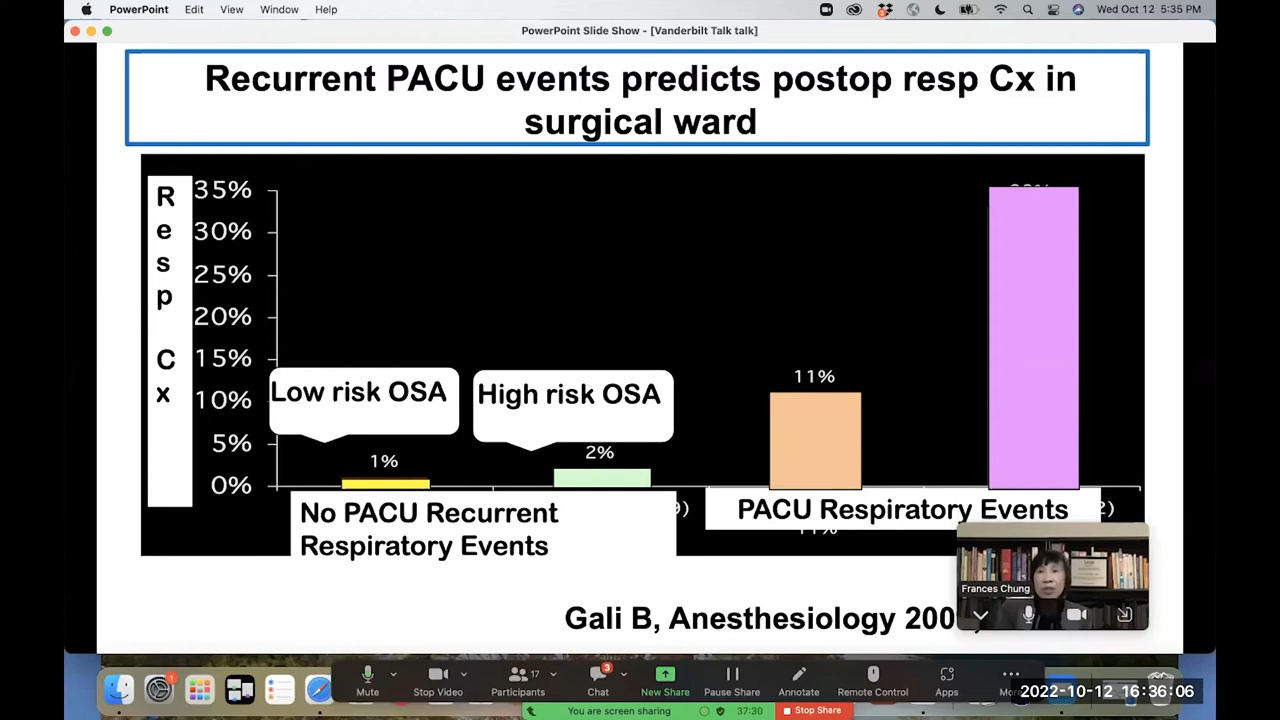 PowerPoint Edit View Window Help
Wed Oct 12 5:35 PM
PowerPoint Slide Show - [Vanderbilt Talk talk]
Recurrent PACU events predicts postop resp Cx in
surgical ward
Resp Cx
35%
30%
25%
20%
15%
10%
5%
0%
Low risk OSA
High risk OSA
1%
2%
11%
No PACU Recurrent
Respiratory Events
PACU Respiratory Events
Frances Chung
Gali B, Anesthesiology
Mute
Stop Video
17
Participants
3
Chat
New Share
Pause Share
Annotate
Remote Control
Apps
2022-10-12 16:36:06
You are screen sharing
37:30
Stop Share